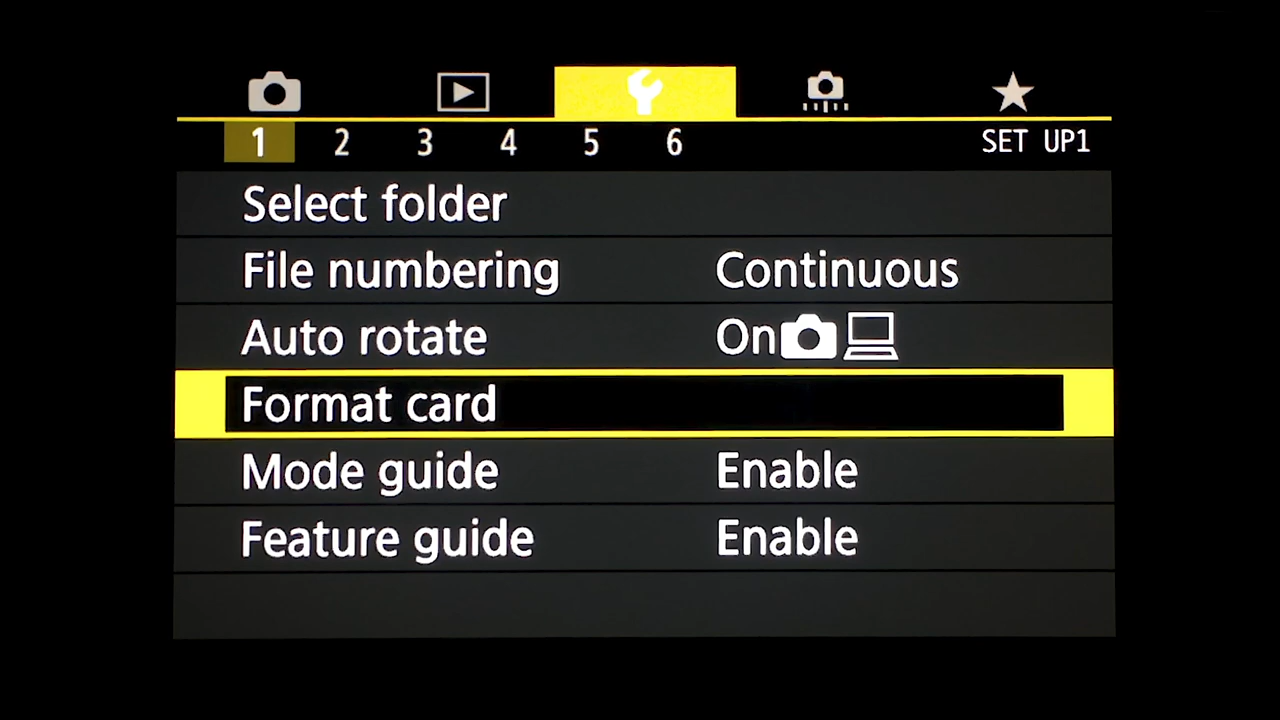 1 2 3 4 5 6 SET UP1
Select folder
File numbering Continuous
Auto rotate On
Format card
Mode guide Enable
Feature guide Enable